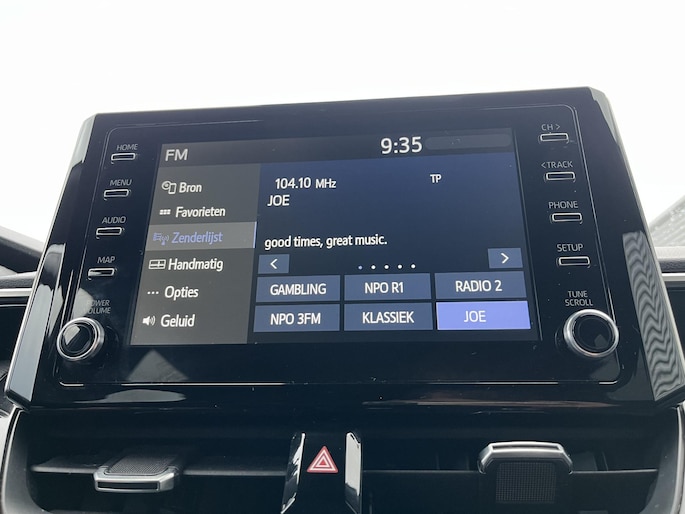 HOME
MENU
AUDIO
MAP
POWER
VOLUME
FM
9:35
Bron
Favorieten
Zenderlijst
Handmatig
Opties
Geluid
104.10 MHz
TP
JOE
good times, great music.
<
>
GAMBLING
NPO R1
RADIO 2
NPO 3FM
KLASSIEK
JOE
CH >
< TRACK
PHONE
SETUP
TUNE
SCROLL